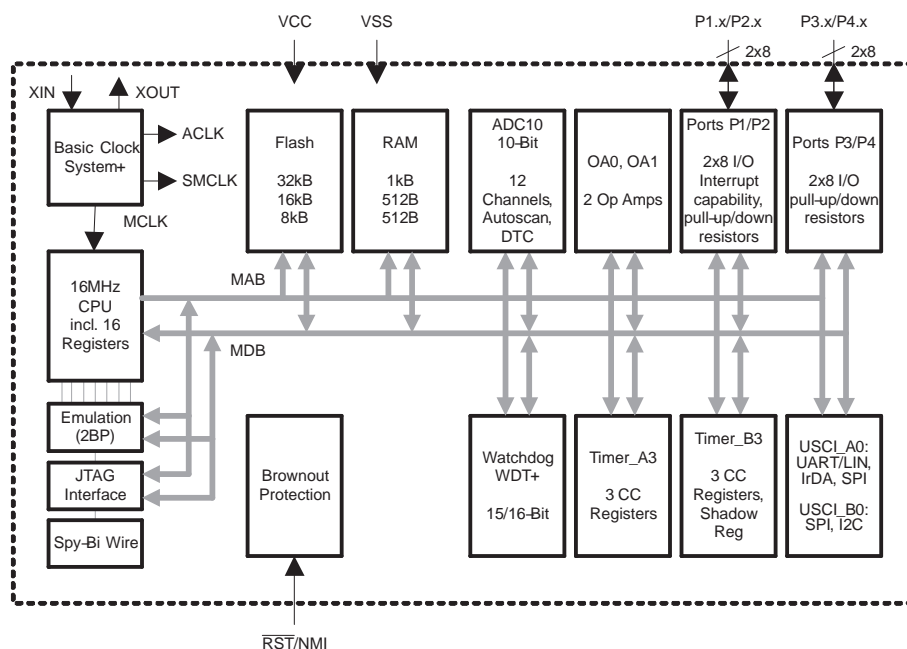 VCC
VSS
P1.x/P2.x
P3.x/P4.x
2x8
2x8
XIN
XOUT
Basic Clock
System+
ACLK
SMCLK
MCLK
Flash
32kB
16kB
8kB
RAM
1kB
512B
512B
ADC10
10-Bit
12
Channels,
Autoscan,
DTC
OA0, OA1
2 Op Amps
Ports P1/P2
2x8 I/O
Interrupt
capability,
pull-up/down
resistors
Ports P3/P4
2x8 I/O
pull-up/down
resistors
16MHz
CPU
incl. 16
Registers
MAB
MDB
Emulation
(2BP)
JTAG
Interface
Spy-Bi Wire
Brownout
Protection
Watchdog
WDT+
15/16-Bit
Timer_A3
3 CC
Registers
Timer_B3
3 CC
Registers,
Shadow
Reg
USCI_A0:
UART/LIN,
IrDA, SPI
USCI_B0:
SPI, I2C
RST/NMI